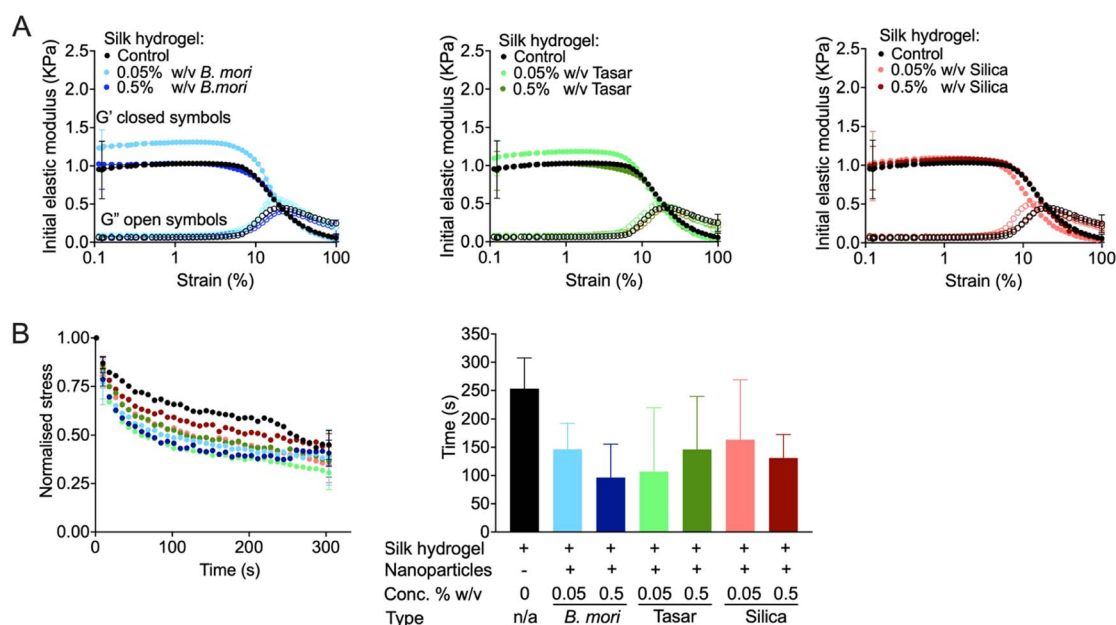 A
Silk hydrogel:
Control
0.05% w/v B. mori
0.5% w/v B.mori
G' closed symbols
G" open symbols
Initial elastic modulus (KPa)
2.5
2.0
1.5
1.0
0.5
0.0
0.1 1 10 100
Strain (%)
Silk hydrogel:
Control
0.05% w/v Tasar
0.5% w/v Tasar
Initial elastic modulus (KPa)
2.5
2.0
1.5
1.0
0.5
0.0
0.1 1 10 100
Strain (%)
Silk hydrogel:
Control
0.05% w/v Silica
0.5% w/v Silica
Initial elastic modulus (KPa)
2.5
2.0
1.5
1.0
0.5
0.0
0.1 1 10 100
Strain (%)
B
Normalised stress
1.00
0.75
0.50
0.25
0.00
0 100 200 300
Time (s)
Time (s)
350
300
250
200
150
100
50
0
Silk hydrogel + + + + + + +
Nanoparticles - + + + + + +
Conc. % w/v 0 0.05 0.5 0.05 0.5 0.05 0.5
Type n/a B. mori Tasar Silica